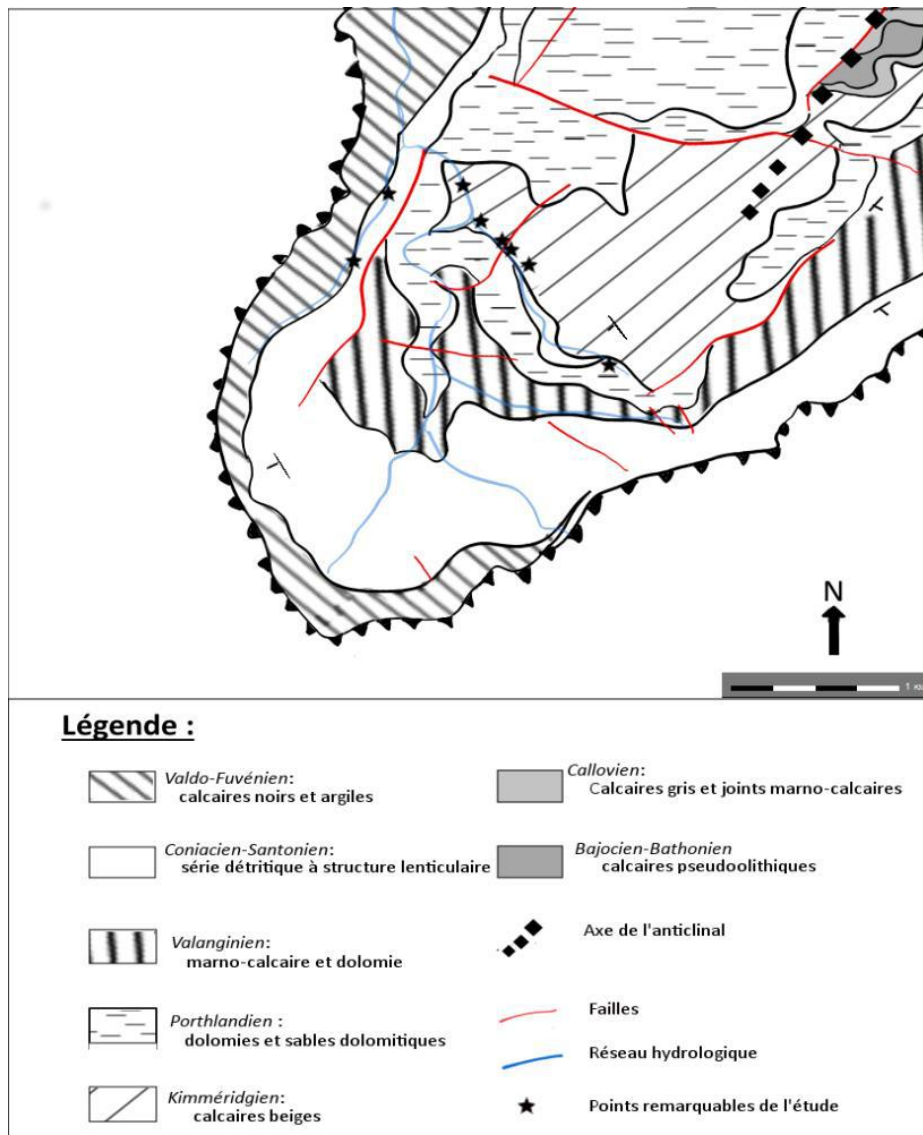 N
1 K
Légende :
Valdo-Fuvénien:
calcaires noirs et argiles
Coniacien-Santonien:
série détritique à structure lenticulaire
Valanginien:
marno-calcaire et dolomie
Porthlandien :
dolomies et sables dolomitiques
Kimméridgien:
calcaires beiges
Callovien:
Calcaires gris et joints marno-calcaires
Bajocien-Bathonien
calcaires pseudoolithiques
Axe de l'anticlinal
Failles
Réseau hydrologique
Points remarquables de l'étude